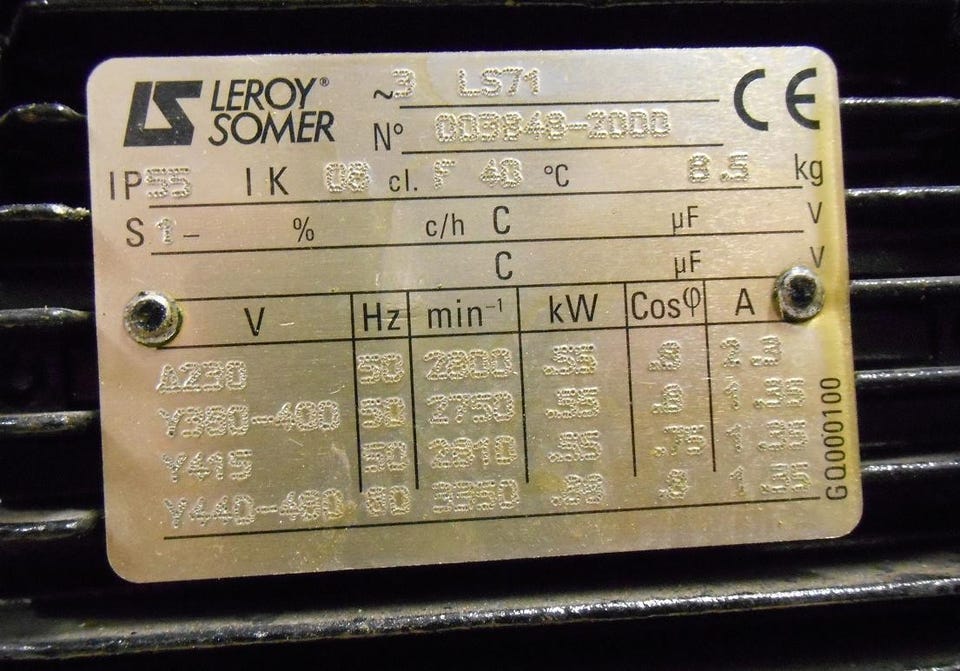 LEROY®
SOMER
~3 LS71
N° 003848-2000
CE
IP55 IK 08 cl. F 40 °C 8.5 kg
S1 - % c/h C µF V
C µF V
V Hz min⁻¹ kW Cosφ A
Δ230 50 2800 .55 .8 2.3
Y380-400 50 2750 .55 .8 1.35
Y415 50 2810 .55 .75 1.35
Y440-480 60 .8 1.35
GQ000100